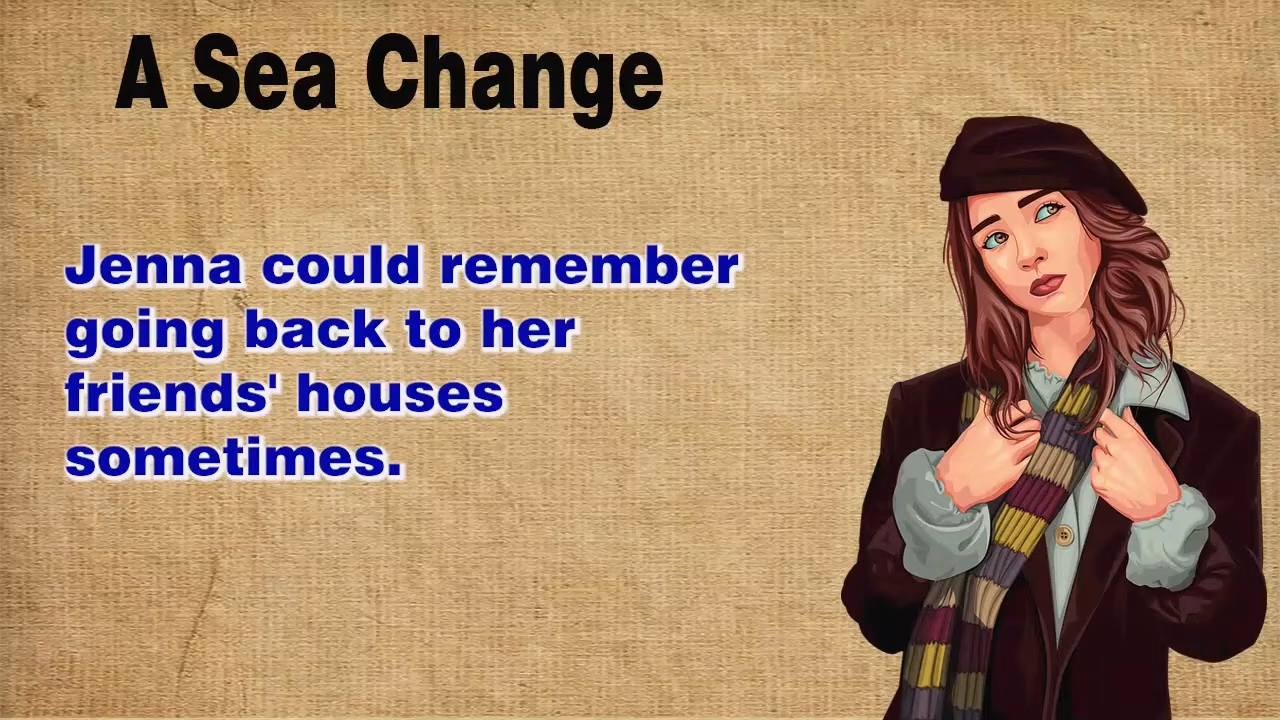 A Sea Change
Jenna could remember
going back to her
friends' houses
sometimes.